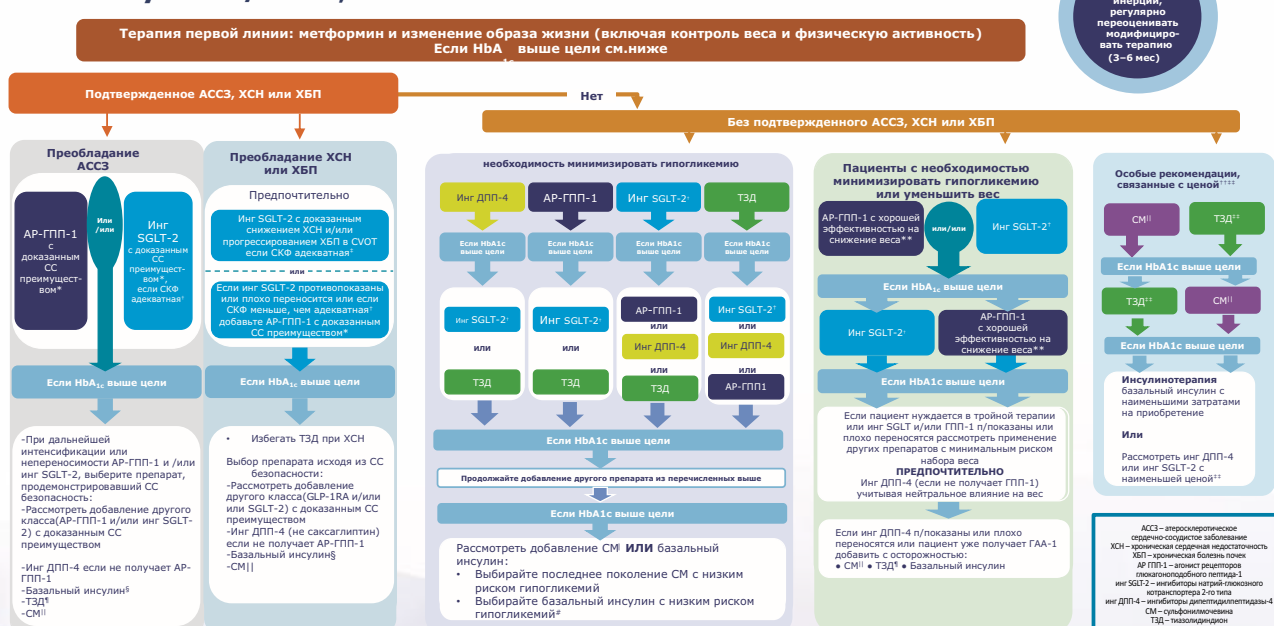 инерции,
регулярно
переоценивать
модифициро-
вать терапию
(3–6 мес)
Терапия первой линии: метформин и изменение образа жизни (включая контроль веса и физическую активность)
Если HbA1c выше цели см.ниже
Подтвержденное АССЗ, ХСН или ХБП
Нет
Без подтвержденного АССЗ, ХСН или ХБП
Преобладание
АССЗ
АР-ГПП-1
с
доказанным
СС
преимущест-
вом*
Или
/или
Инг
SGLT-2
с доказанным
СС
преимущест-
вом*,
если СКФ
адекватная†
Если HbA1c выше цели
-При дальнейшей
интенсификации или
непереносимости АР-ГПП-1 и /или
инг SGLT-2, выберите препарат,
продемонстрировавший СС
безопасность:
-Рассмотреть добавление другого
класса(АР-ГПП-1 и/или инг SGLT-
2) с доказанным СС
преимуществом
-Инг ДПП-4 если не получает АР-
ГПП-1
-Базальный инсулин§
-ТЗД¶
-СМ||
Преобладание ХСН
или ХБП
Предпочтительно
Инг SGLT-2 с доказанным
снижением ХСН и/или
прогрессированием ХБП в CVOT
если СКФ адекватная‡
или
Если инг SGLT-2 противопоказаны
или плохо переносится или если
СКФ меньше, чем адекватная†
добавьте АР-ГПП-1 с доказанным
СС преимуществом*
Если HbA1c выше цели
• Избегать ТЗД при ХСН
Выбор препарата исходя из СС
безопасности:
-Рассмотреть добавление
другого класса(GLP-1RA и/или
или SGLT-2) с доказанным СС
преимуществом
-Инг ДПП-4 (не саксаглиптин)
если не получает АР-ГПП-1
-Базальный инсулин§
-СМ||
необходимость минимизировать гипогликемию
Инг ДПП-4
АР-ГПП-1
Инг SGLT-2†
ТЗД
Если HbA1c
выше цели
Если HbA1c
выше цели
Если HbA1c
выше цели
Если HbA1c
выше цели
Инг SGLT-2†
или
ТЗД
Инг SGLT-2†
или
ТЗД
АР-ГПП-1
или
Инг ДПП-4
или
ТЗД
Инг SGLT-2†
или
Инг ДПП-4
или
АР-ГПП1
Если HbA1c выше цели
Продолжайте добавление другого препарата из перечисленных выше
Если HbA1c выше цели
Рассмотреть добавление СМ|| ИЛИ базальный
инсулин:
• Выбирайте последнее поколение СМ с низким
риском гипогликемий
• Выбирайте базальный инсулин с низким риском
гипогликемий#
Пациенты с необходимостью
минимизировать гипогликемию
или уменьшить вес
АР-ГПП-1 с хорошей
эффективностью на
снижение веса**
или/или
Инг SGLT-2†
Если HbA1c выше цели
Инг SGLT-2†
АР-ГПП-1
с хорошей
эффективностью на
снижение веса**
Если HbA1c выше цели
Если пациент нуждается в тройной терапии
или инг SGLT и/или ГПП-1 п/показаны или
плохо переносятся рассмотреть применение
других препаратов с минимальным риском
набора веса
ПРЕДПОЧТИТЕЛЬНО
Инг ДПП-4 (если не получает ГПП-1)
учитывая нейтральное влияние на вес
Если инг ДПП-4 п/показаны или плохо
переносятся или пациент уже получает ГАА-1
добавить с осторожностью:
● СМ|| ● ТЗД¶ ● Базальный инсулин
Особые рекомендации,
связанные с ценой††‡‡
СМ||
ТЗД‡‡
Если HbA1c выше цели
ТЗД‡‡
СМ||
Если HbA1c выше цели
Инсулинотерапия
базальный инсулин с
наименьшими затратами
на приобретение
Или
Рассмотреть инг ДПП-4
или инг SGLT-2 с
наименьшей ценой‡‡
АССЗ – атеросклеротическое
сердечно-сосудистое заболевание
ХСН – хроническая сердечная недостаточность
ХБП – хроническая болезнь почек
АР ГПП-1 – агонист рецепторов
глюкагоноподобного пептида-1
инг SGLT-2 – ингибиторы натрий-глюкозного
котранспортера 2-го типа
инг ДПП-4 – ингибиторы дипептидилпептидазы-4
СМ – сульфонилмочевина
ТЗД – тиазолидиндион